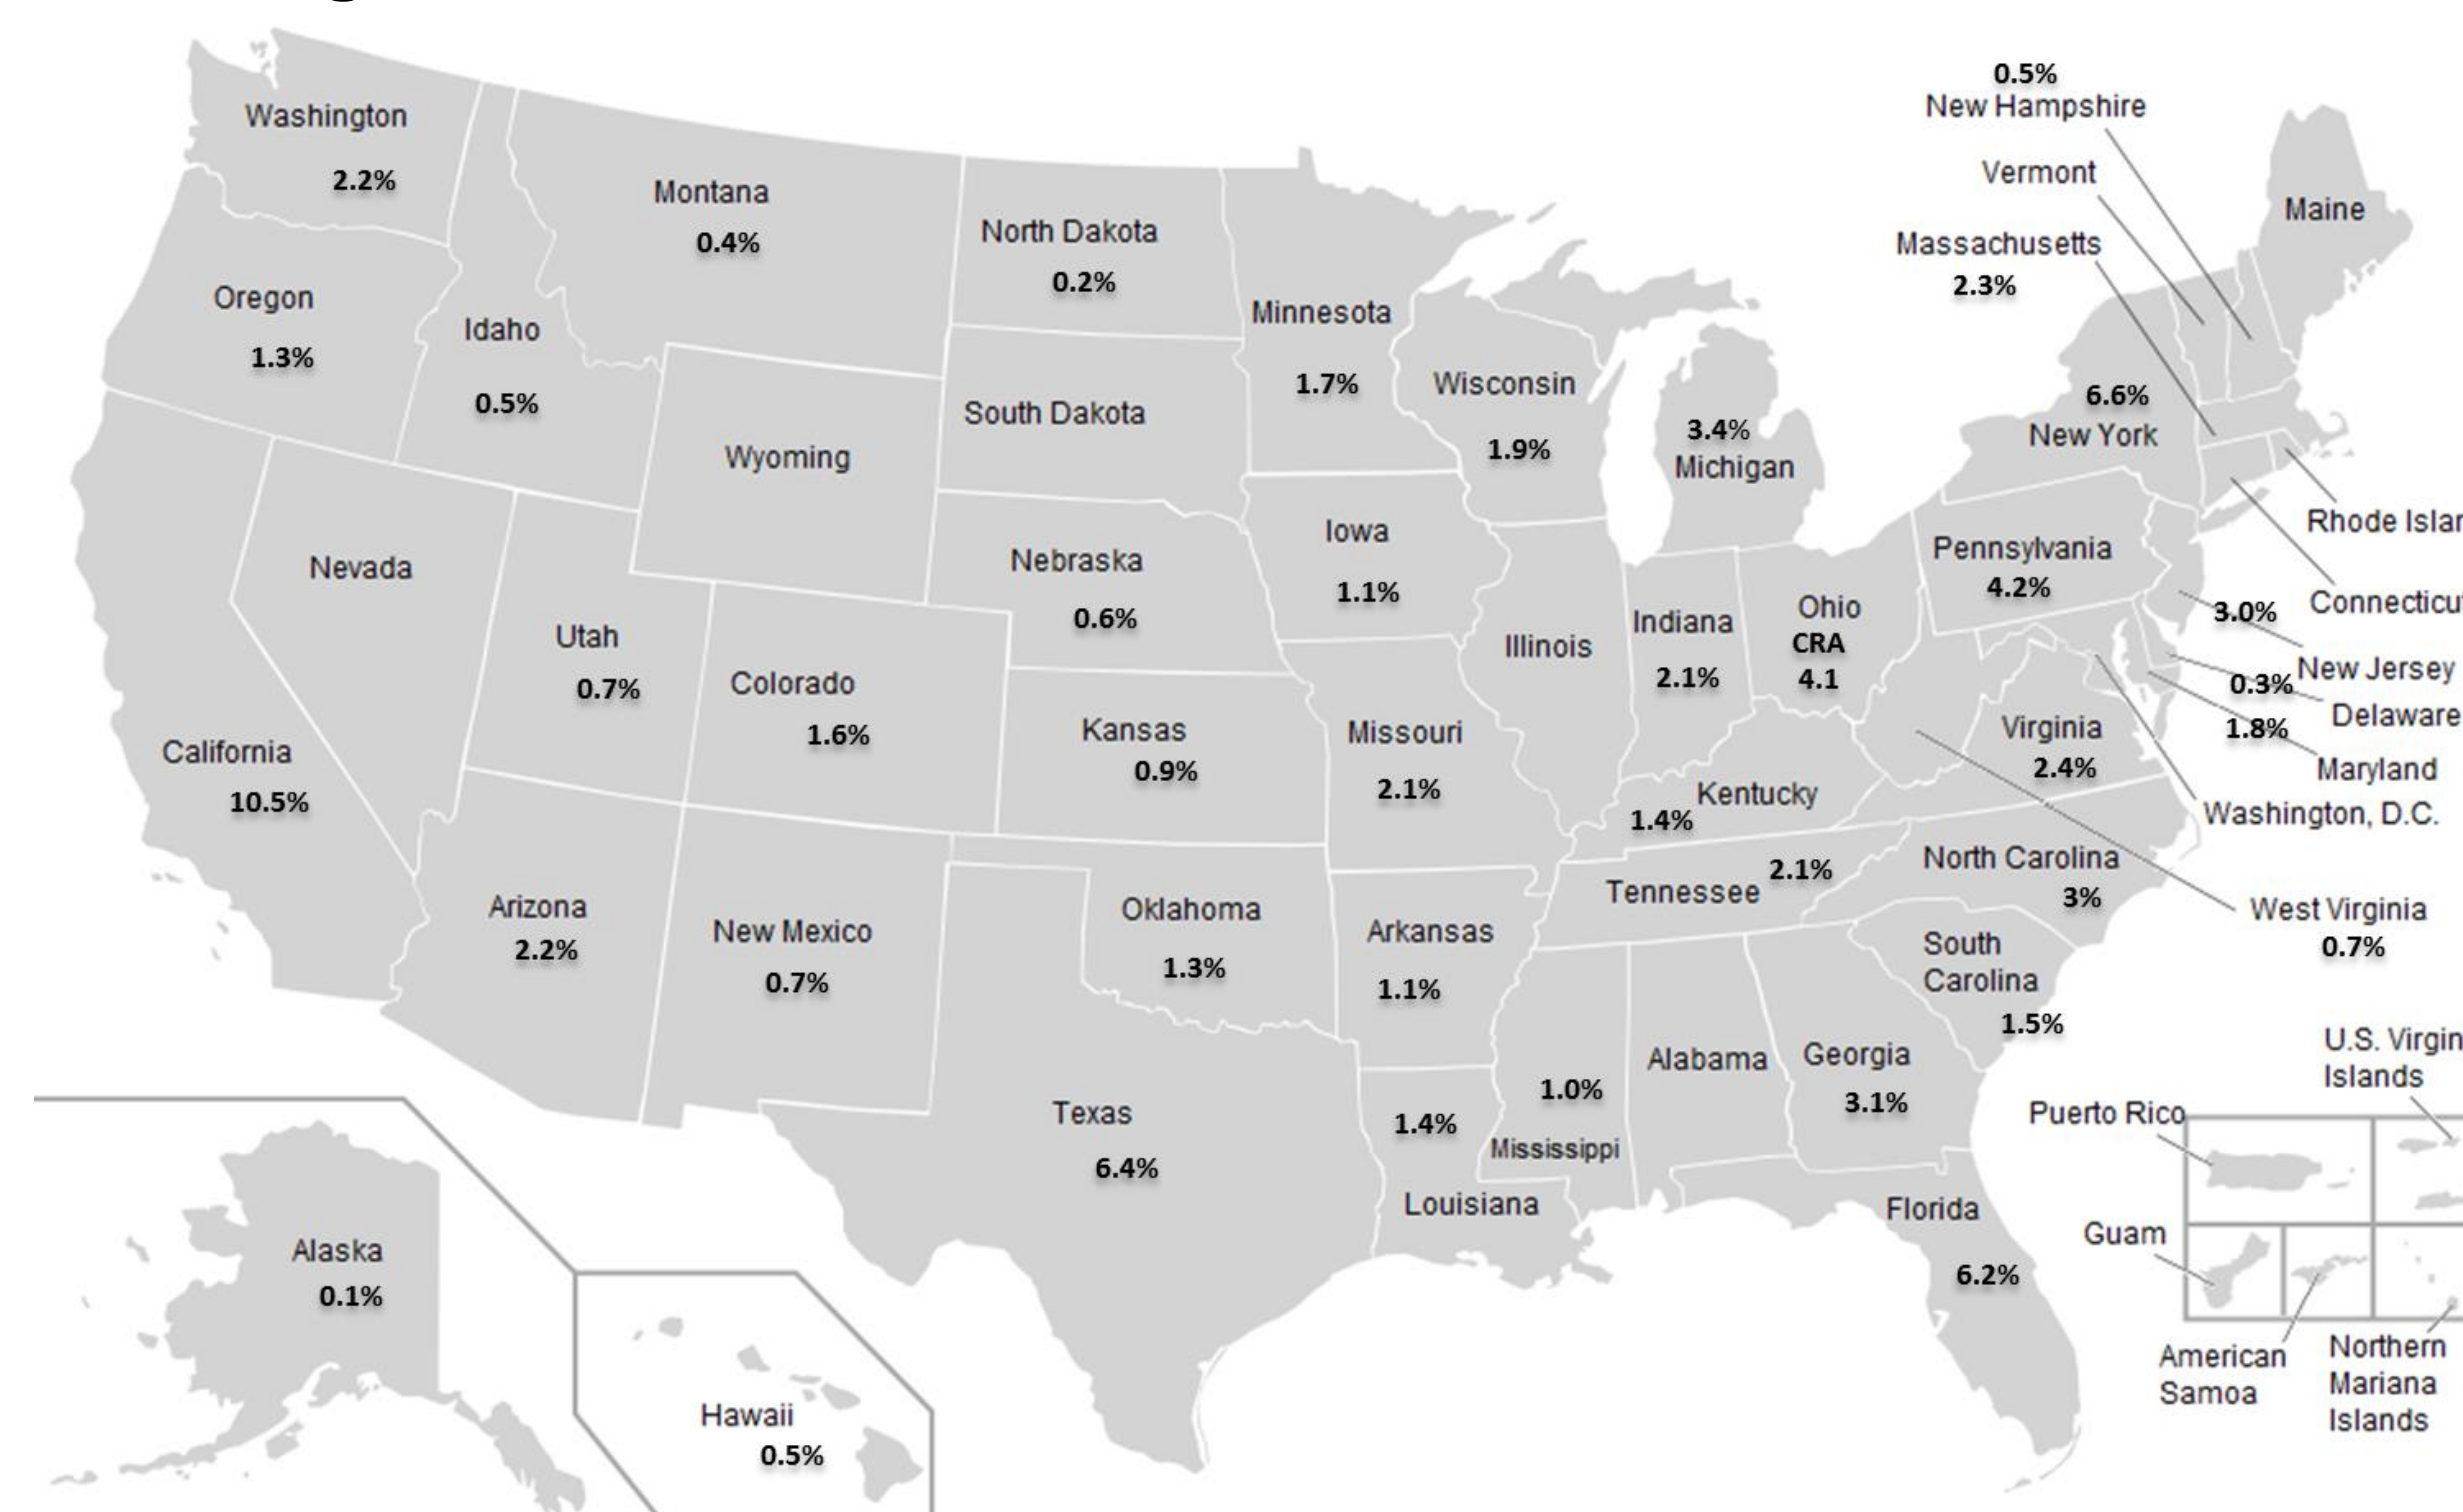 0.5%
New Hampshire
Washington
2.2%
Vermont
Montana
0.4%
Maine
North Dakota
0.2%
Massachusetts
2.3%
Oregon
1.3%
Idaho
0.5%
Minnesota
1.7%
Wisconsin
1.9%
6.6%
New York
South Dakota
3.4%
Michigan
Wyoming
Rhode Islan
Iowa
1.1%
Pennsylvania
4.2%
Nebraska
0.6%
Nevada
Connecticut
3.0%
New Jersey
Ohio
CRA
4.1
Indiana
2.1%
Illinois
Utah
0.7%
Colorado
1.6%
0.3%
Delaware
1.8%
Maryland
Kansas
0.9%
Missouri
2.1%
Virginia
2.4%
California
10.5%
Kentucky
1.4%
Washington, D.C.
North Carolina
3%
2.1%
Tennessee
Arizona
2.2%
New Mexico
0.7%
Oklahoma
1.3%
Arkansas
1.1%
West Virginia
0.7%
South
Carolina
1.5%
U.S. Virgin
Islands
Alabama
Georgia
3.1%
1.0%
Mississippi
Texas
6.4%
1.4%
Louisiana
Puerto Rico
Florida
6.2%
Guam
Alaska
0.1%
American
Samoa
Northern
Mariana
Islands
Hawaii
0.5%